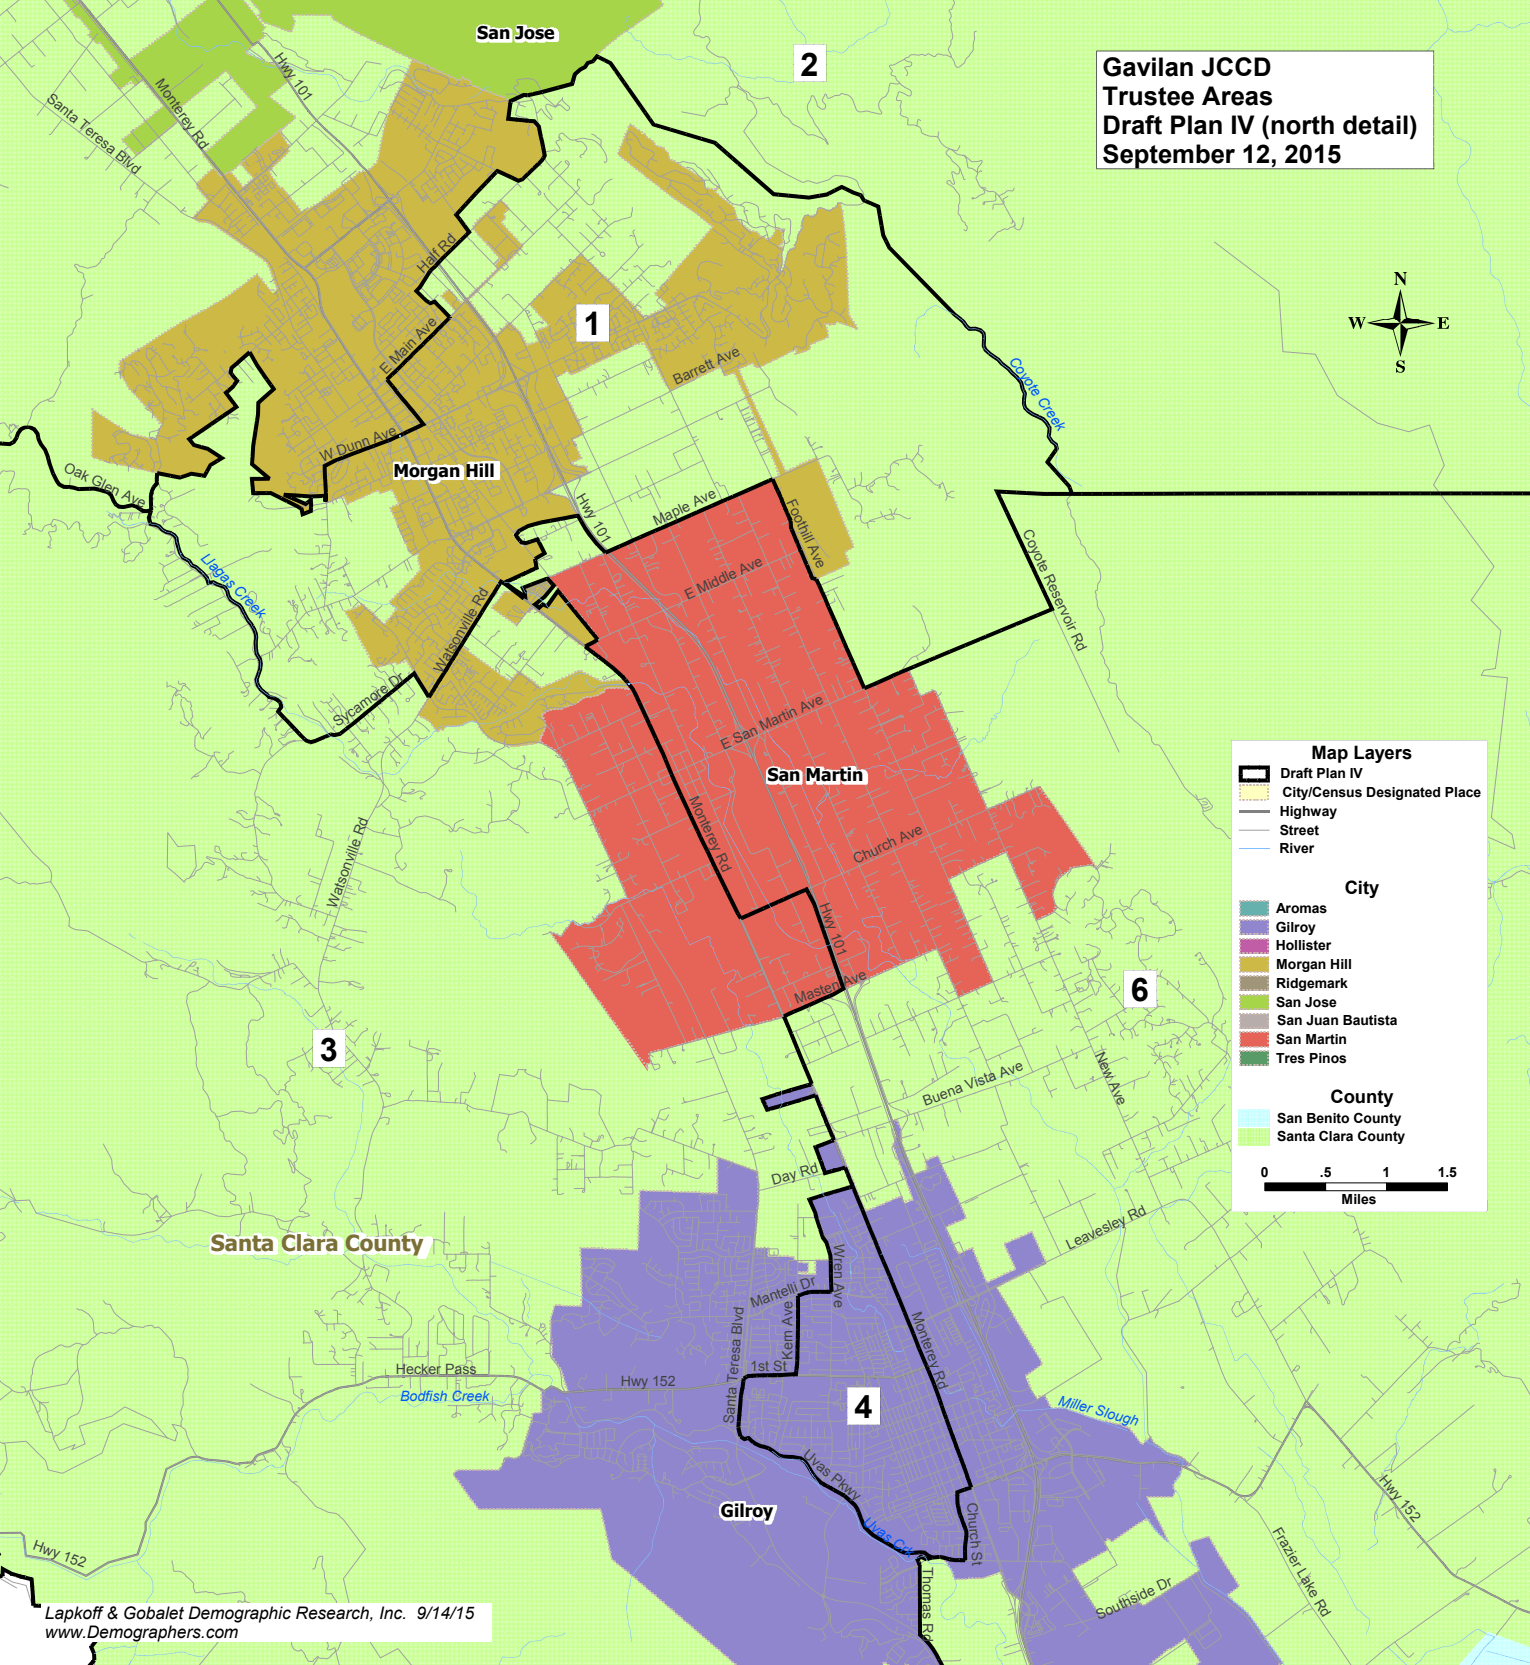 San Jose
2
Gavilan JCCD
Trustee Areas
Draft Plan IV (north detail)
September 12, 2015
Hwy 101
Monterey Rd
Santa Teresa Blvd
Half Rd
N
W
E
S
1
E Main Ave
Barrett Ave
Coyote Creek
W Dunn Ave
Morgan Hill
Oak Glen Ave
Maple Ave
Hwy 101
Foothill Ave
Llagas Creek
E Middle Ave
Coyote Reservoir Rd
Watsonville Rd
Sycamore Dr
E San Martin Ave
San Martin
Monterey Rd
Church Ave
Watsonville Rd
Hwy 101
Masten Ave
6
3
Map Layers
Draft Plan IV
City/Census Designated Place
Highway
Street
River
City
Aromas
Gilroy
Hollister
Morgan Hill
Ridgemark
San Jose
San Juan Bautista
San Martin
Tres Pinos
County
San Benito County
Santa Clara County
0 .5 1 1.5
Miles
Buena Vista Ave
New Ave
Day Rd
Leavesley Rd
Santa Clara County
Wren Ave
Mantelli Dr
Kern Ave
Santa Teresa Blvd
Monterey Rd
1st St
Hecker Pass
Hwy 152
Bodfish Creek
4
Miller Slough
Uvas Pkwy
Hwy 152
Gilroy
Uvas Crk
Church St
Frazier Lake Rd
Hwy 152
Thomas Rd
Southside Dr
Lapkoff & Gobalet Demographic Research, Inc. 9/14/15
www.Demographers.com